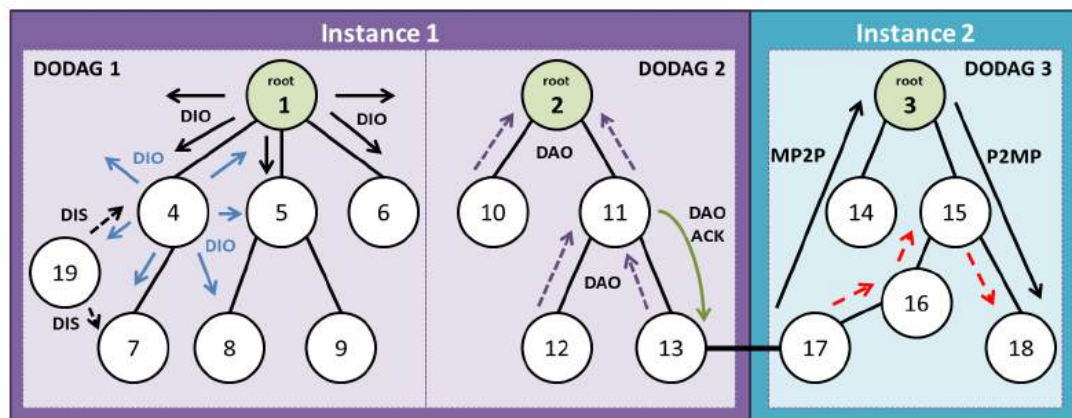 Instance 1
Instance 2
DODAG 1
DODAG 2
DODAG 3
root
1
root
2
root
3
DIO
DIO
DIO
DAO
MP2P
P2MP
DIS
4
5
6
10
11
DAO
ACK
14
15
DIO
19
DAO
16
DIS
7
8
9
12
13
17
18